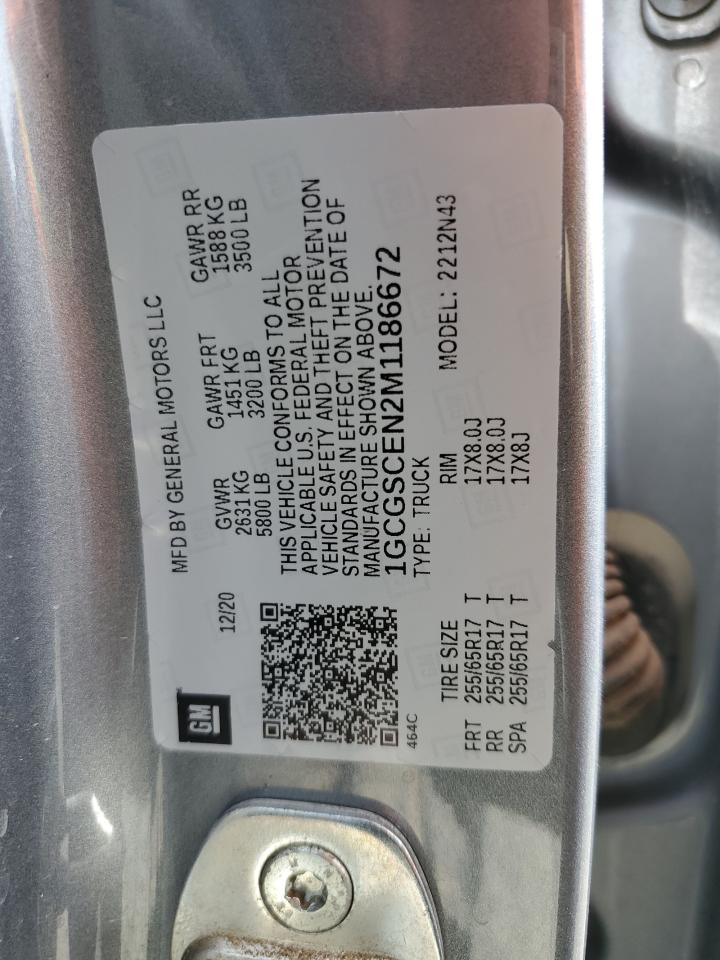 GM
MFD BY GENERAL MOTORS LLC
12/20
GVWR GAWR FRT GAWR RR
2631 KG 1451 KG 1588 KG
5800 LB 3200 LB 3500 LB
THIS VEHICLE CONFORMS TO ALL
APPLICABLE U.S. FEDERAL MOTOR
VEHICLE SAFETY AND THEFT PREVENTION
STANDARDS IN EFFECT ON THE DATE OF
MANUFACTURE SHOWN ABOVE.
1GCGSCEN2M1186672
464C
TYPE: TRUCK MODEL: 2212N43
TIRE SIZE RIM
FRT 255/65R17 T 17X8.0J
RR 255/65R17 T 17X8.0J
SPA 255/65R17 T 17X8J